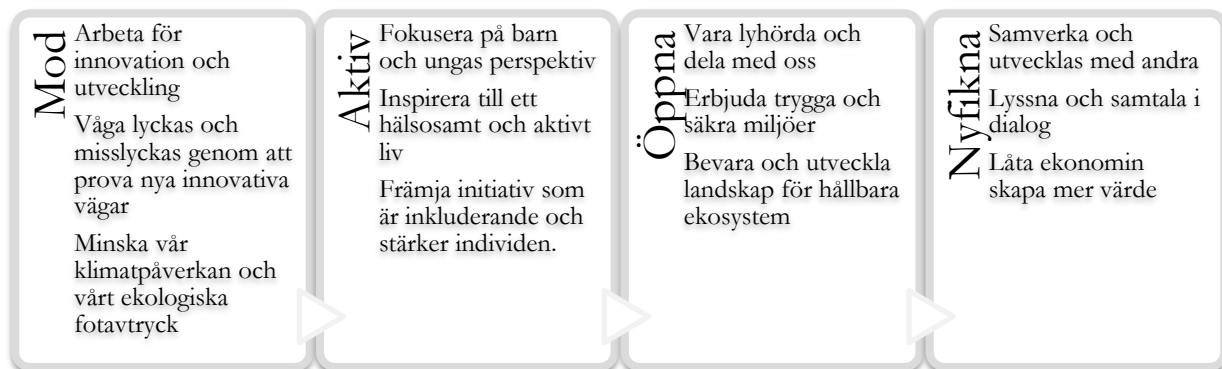 Mod
Arbeta för
innovation och
utveckling
Våga lyckas och
misslyckas genom att
prova nya innovativa
vägar
Minska vår
klimatpåverkan och
vårt ekologiska
fotavtryck
Aktiv
Fokusera på barn
och ungas perspektiv
Inspirera till ett
hälsosamt och aktivt
liv
Främja initiativ som
är inkluderande och
stärker individen.
Öppna
Vara lyhörda och
dela med oss
Erbjuda trygga och
säkra miljöer
Bevara och utveckla
landskap för hållbara
ekosystem
Nyfikna
Samverka och
utvecklas med andra
Lyssna och samtala i
dialog
Låta ekonomin
skapa mer värde